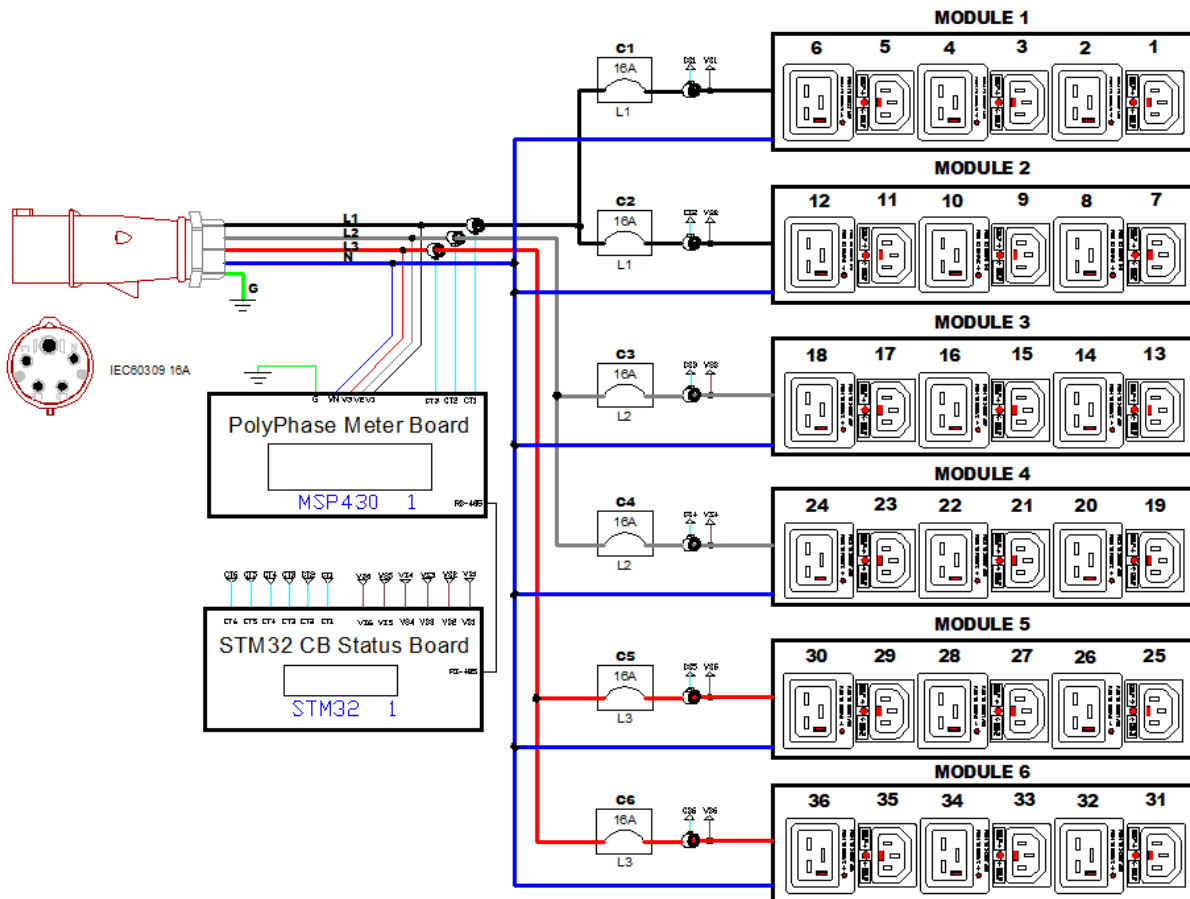 MODULE 1
6 5 4 3 2 1
C1
16A
L1
MODULE 2
12 11 10 9 8 7
C2
16A
L1
L1
L2
L3
N
G
IEC60309 16A
MODULE 3
18 17 16 15 14 13
C3
16A
L2
G VN V3 V2 V1 CT3 CT2 CT1
PolyPhase Meter Board
MSP430 1
RS-485
MODULE 4
24 23 22 21 20 19
C4
16A
L2
CT6 CT5 CT4 CT3 CT2 CT1 VS6 VS5 VS4 VS3 VS2 VS1
STM32 CB Status Board
STM32 1
RS-485
MODULE 5
30 29 28 27 26 25
C5
16A
L3
MODULE 6
36 35 34 33 32 31
C6
16A
L3